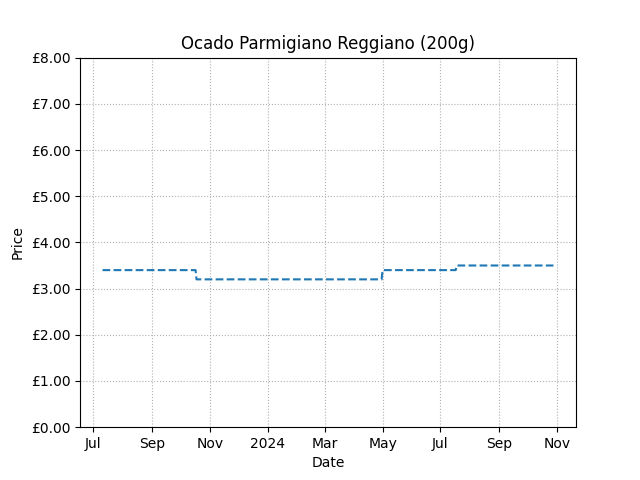 Ocado Parmigiano Reggiano (200g)
£8.00
£7.00
£6.00
£5.00
£4.00
£3.00
£2.00
£1.00
£0.00
Price
Jul Sep Nov 2024 Mar May Jul Sep Nov
Date